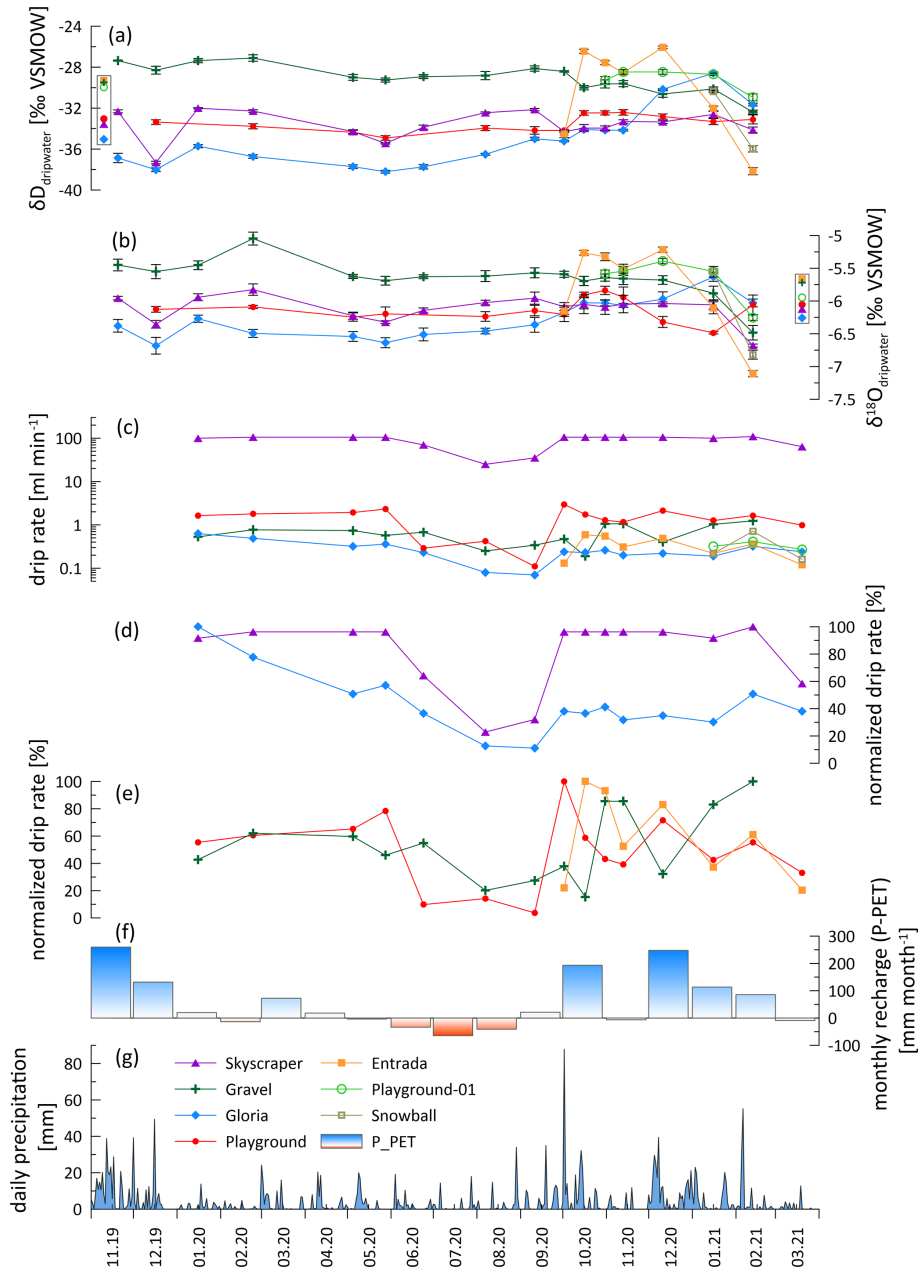 (a)
δD dripwater [‰ VSMOW]
-24
-28
-32
-36
-40
(b)
δ18Odripwater [‰ VSMOW]
-5
-5.5
-6
-6.5
-7
-7.5
(c)
drip rate [ml min-1]
100
10
1
0.1
(d)
normalized drip rate [%]
100
80
60
40
20
0
(e)
normalized drip rate [%]
100
80
60
40
20
0
(f)
monthly recharge (P-PET)
[mm month-1]
300
200
100
0
-100
(g)
daily precipitation
[mm]
80
60
40
20
0
Skyscraper
Gravel
Gloria
Playground
Entrada
Playground-01
Snowball
P_PET
11.19
12.19
01.20
02.20
03.20
04.20
05.20
06.20
07.20
08.20
09.20
10.20
11.20
12.20
01.21
02.21
03.21